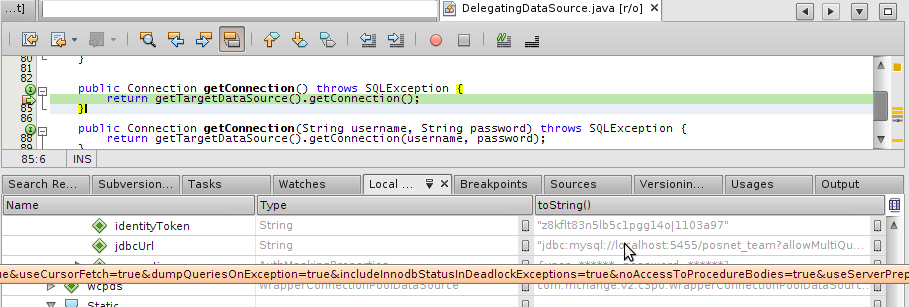 ...t]
DelegatingDataSource.java [r/o]
80 }
81
82
public Connection getConnection() throws SQLException {
return getTargetDataSource().getConnection();
85 }
86
public Connection getConnection(String username, String password) throws SQLException {
88 return getTargetDataSource().getConnection(username, password);
89 }
85:6 INS
Search Re... Subversion... Tasks Watches Local ... Breakpoints Sources Versionin... Usages Output
Name Type toString()
identityToken String "z8kflt83n5lb5c1pgg14o|1103a97"
jdbcUrl String "jdbc:mysql://localhost:5455/posnet_team?allowMultiQu...
ue&useCursorFetch=true&dumpQueriesOnException=true&includeInnodbStatusInDeadlockExceptions=true&noAccessToProcedureBodies=true&useServerPrep
wcpds WrapperConnectionPoolDataSource com.mchange.v2.c3p0.WrapperConnectionPoolDataSource
Static